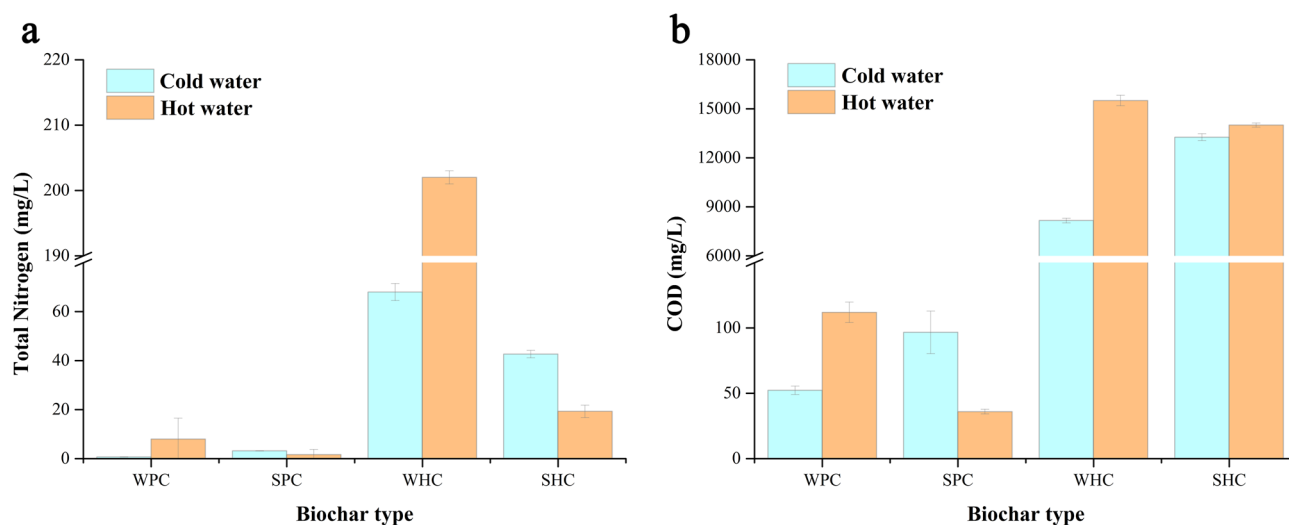 a
220
210
200
190
60
40
20
0
Total Nitrogen (mg/L)
Cold water
Hot water
WPC
SPC
WHC
SHC
Biochar type
b
18000
15000
12000
9000
6000
100
50
0
COD (mg/L)
Cold water
Hot water
WPC
SPC
WHC
SHC
Biochar type